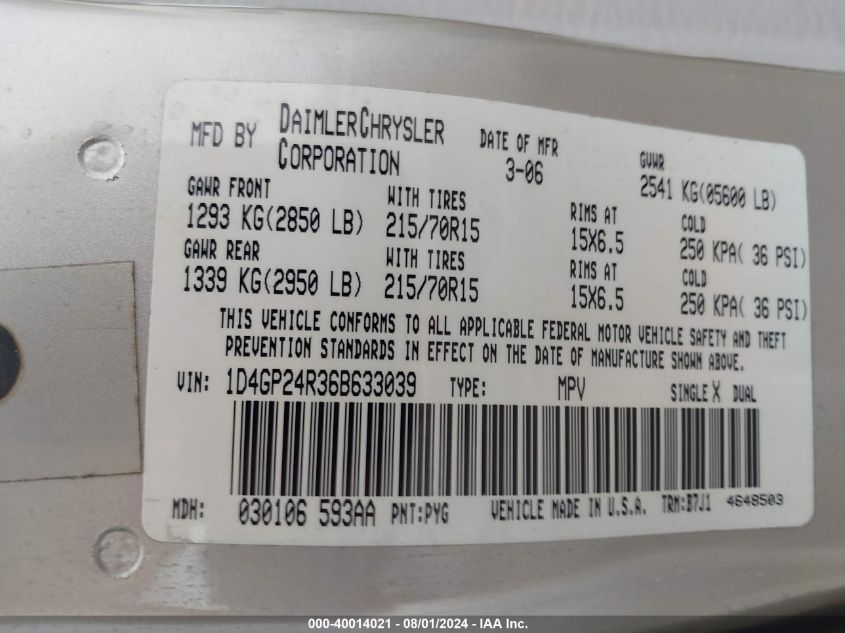 MFD BY DAIMLERCHRYSLER CORPORATION DATE OF MFR 3-06 GVWR 2541 KG(05600 LB)
GAWR FRONT WITH TIRES RIMS AT COLD
1293 KG(2850 LB) 215/70R15 15X6.5 250 KPA( 36 PSI)
GAWR REAR WITH TIRES RIMS AT COLD
1339 KG(2950 LB) 215/70R15 15X6.5 250 KPA( 36 PSI)
THIS VEHICLE CONFORMS TO ALL APPLICABLE FEDERAL MOTOR VEHICLE SAFETY AND THEFT
PREVENTION STANDARDS IN EFFECT ON THE DATE OF MANUFACTURE SHOWN ABOVE.
VIN: 1D4GP24R36B633039 TYPE: MPV SINGLE X DUAL
MDH: 030106 593AA PNT:PYG VEHICLE MADE IN U.S.A. TRM:B7J1 4648503
000-40014021 - 08/01/2024 - IAA Inc.